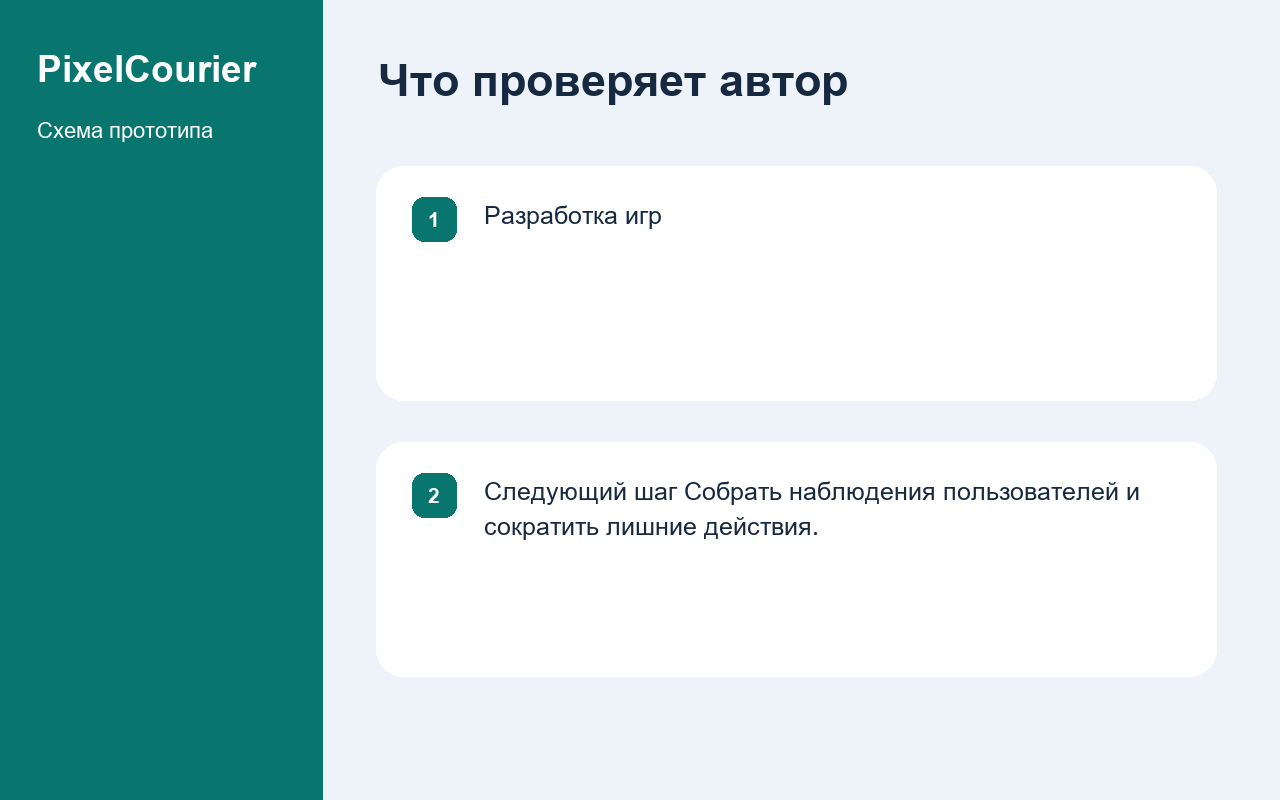 PixelCourier
Схема прототипа
Что проверяет автор
1
Разработка игр
2
Следующий шаг Собрать наблюдения пользователей и
сократить лишние действия.